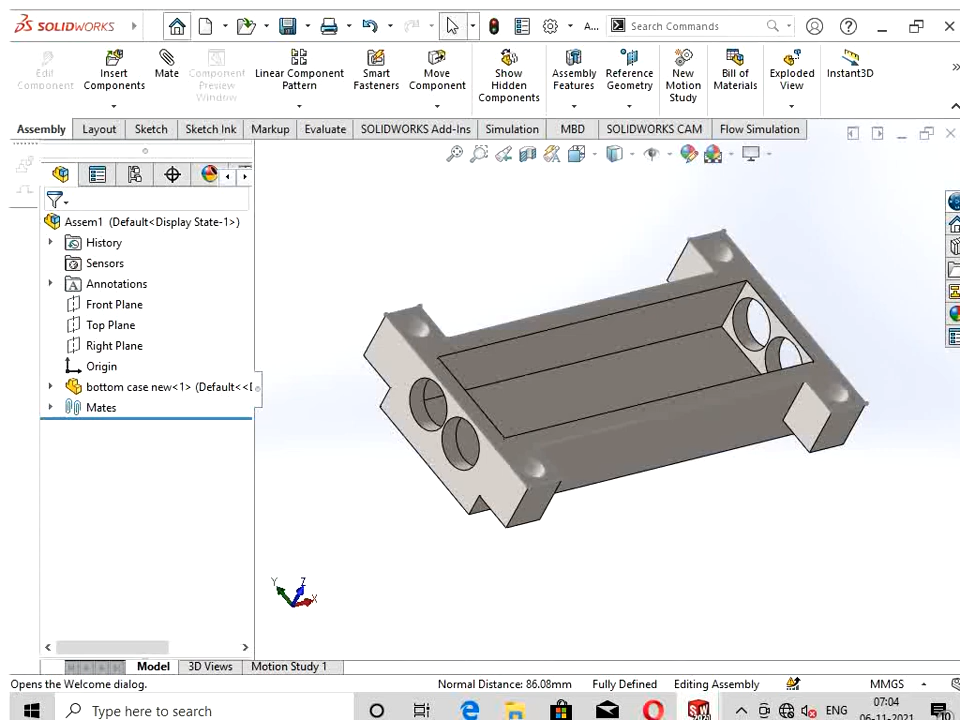 SOLIDWORKS
A...
Search Commands
Edit Component
Insert Components
Mate
Component Preview Window
Linear Component Pattern
Smart Fasteners
Move Component
Show Hidden Components
Assembly Features
Reference Geometry
New Motion Study
Bill of Materials
Exploded View
Instant3D
Assembly
Layout
Sketch
Sketch Ink
Markup
Evaluate
SOLIDWORKS Add-Ins
Simulation
MBD
SOLIDWORKS CAM
Flow Simulation
Assem1 (Default<Display State-1>)
History
Sensors
Annotations
Front Plane
Top Plane
Right Plane
Origin
bottom case new<1> (Default<<
Mates
Y
Z
X
Model
3D Views
Motion Study 1
Opens the Welcome dialog.
Normal Distance: 86.08mm
Fully Defined
Editing Assembly
MMGS
Type here to search
ENG
07:04
06-11-2021
10